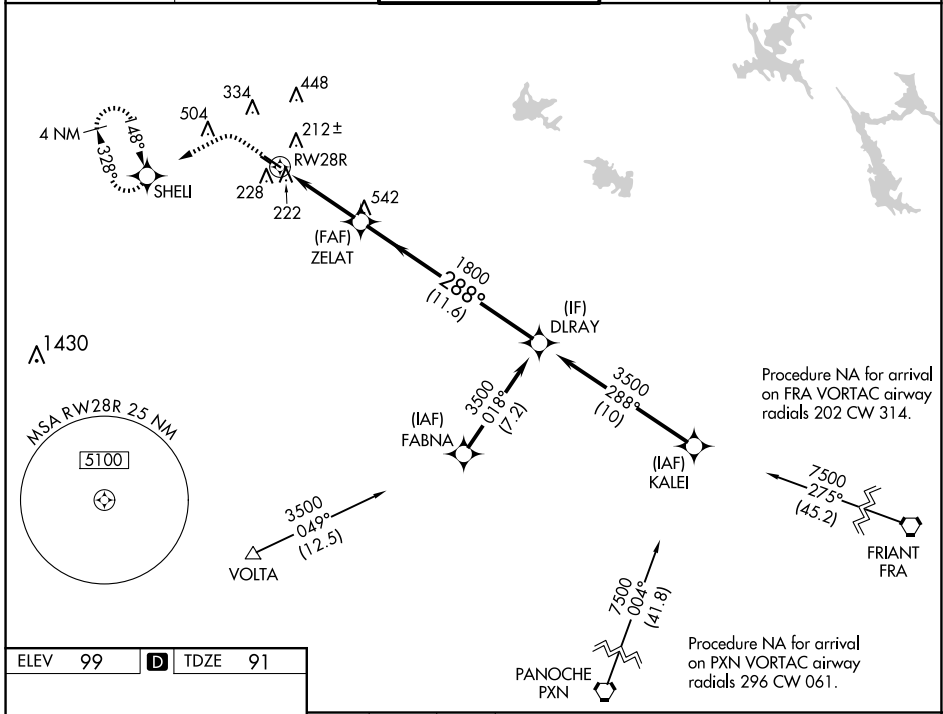 334
448
504
212±
4 NM
148°
328°
RW28R
SHELI
228
222
542
(FAF)
ZELAT
1800
288°
(11.6)
(IF)
DLRAY
1430
3500
288°
(10)
Procedure NA for arrival
on FRA VORTAC airway
radials 202 CW 314.
MSA RW28R 25 NM
5100
(IAF)
FABNA
3500
018°
(7.2)
(IAF)
KALEI
7500
275°
(45.2)
FRIANT
FRA
3500
049°
(12.5)
VOLTA
7500
004°
(41.8)
PANOCHE
PXN
Procedure NA for arrival
on PXN VORTAC airway
radials 296 CW 061.
ELEV 99 D TDZE 91